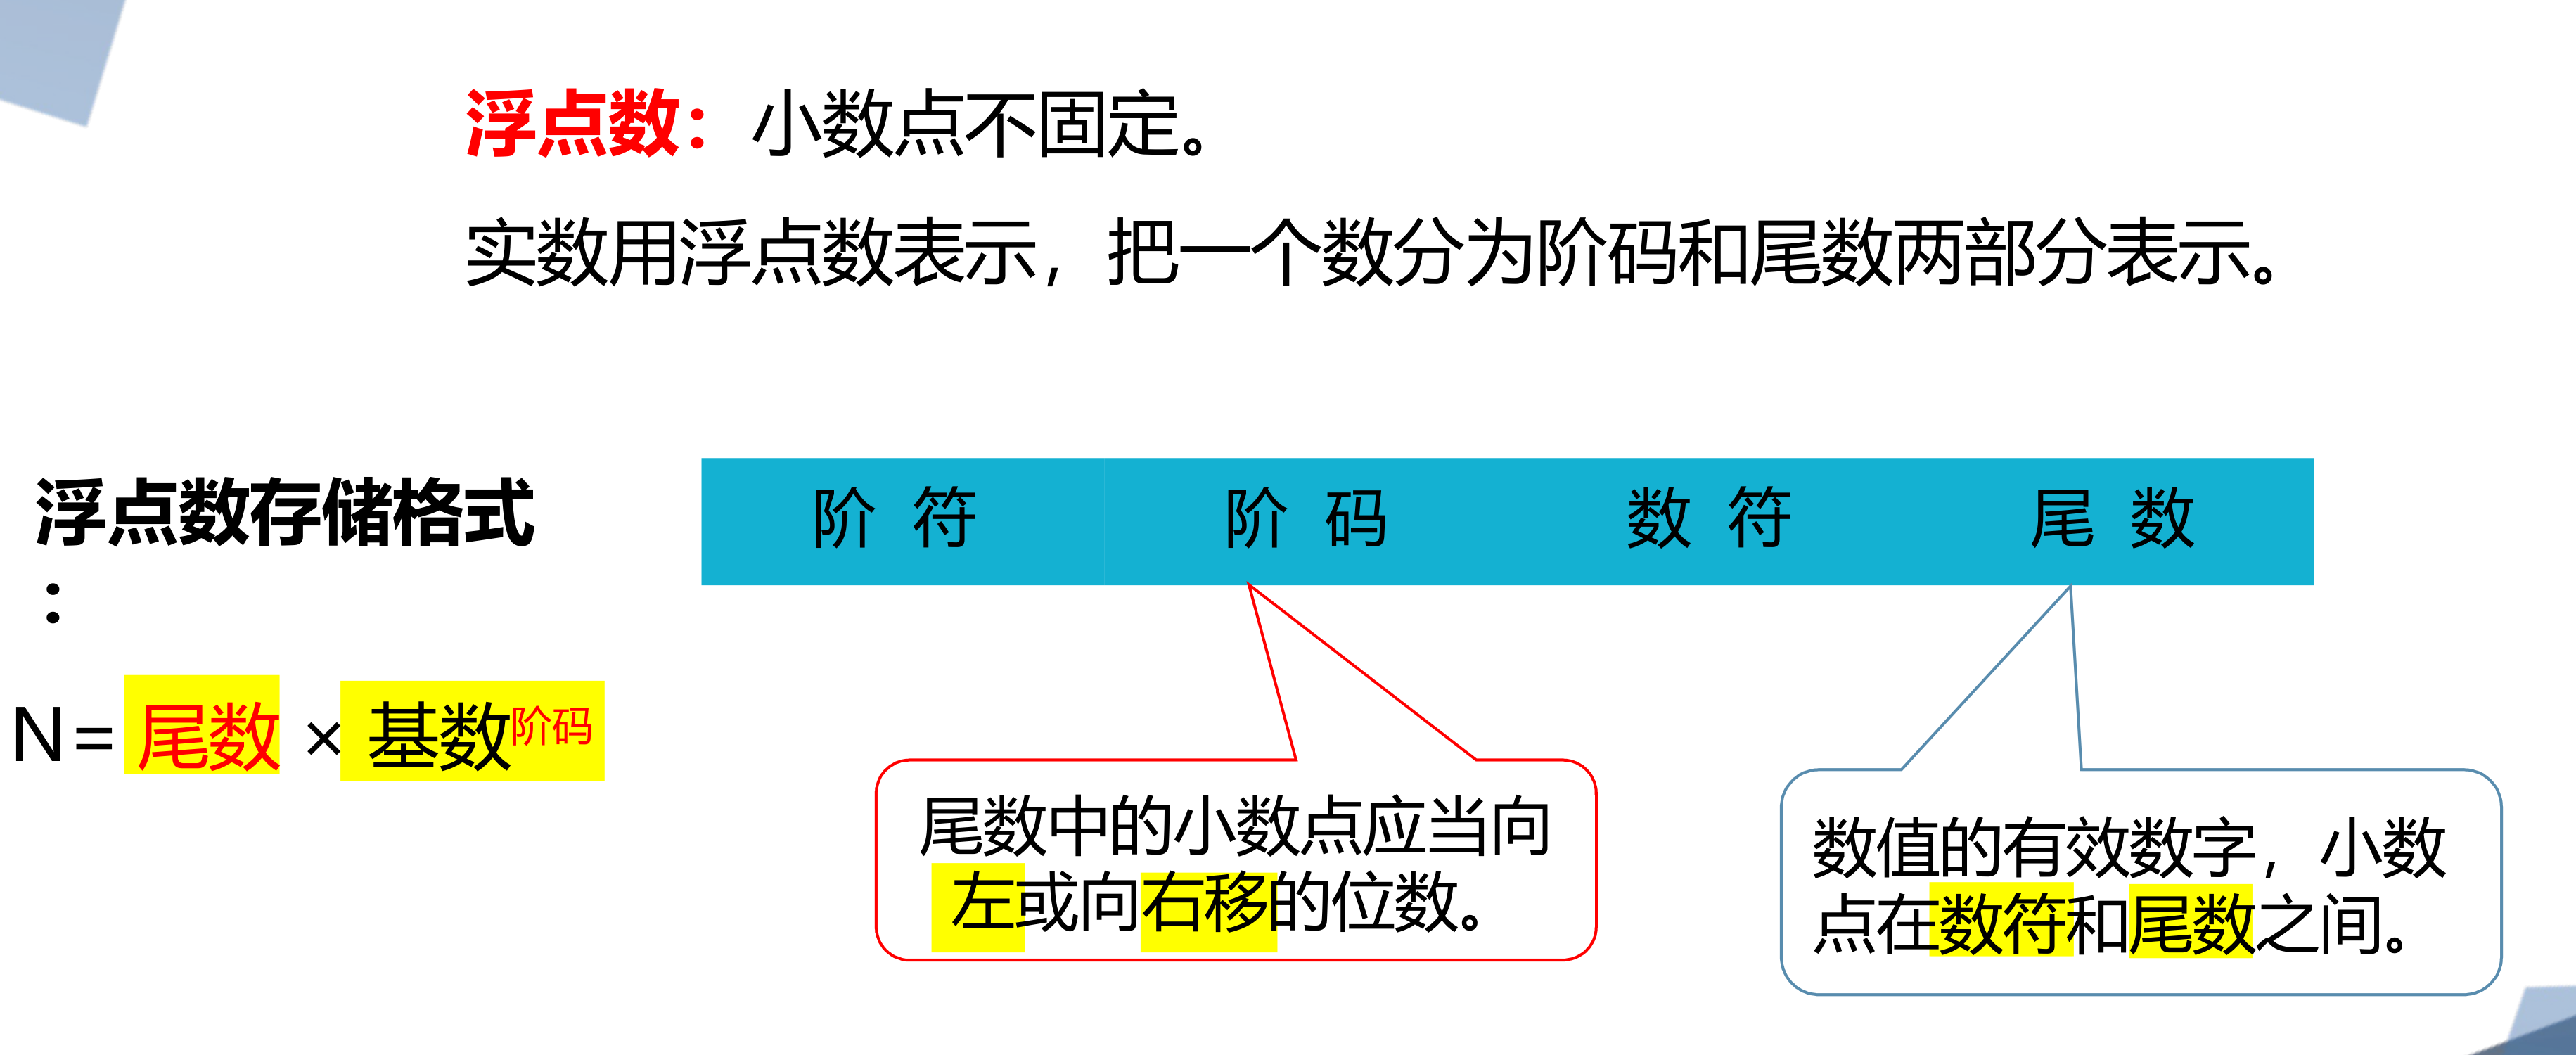 浮点数：小数点不固定。
实数用浮点数表示，把一个数分为阶码和尾数两部分表示。
浮点数存储格式
：
阶 符 阶 码 数 符 尾 数
N= 尾数 × 基数阶码
尾数中的小数点应当向
左或向右移的位数。
数值的有效数字，小数
点在数符和尾数之间。